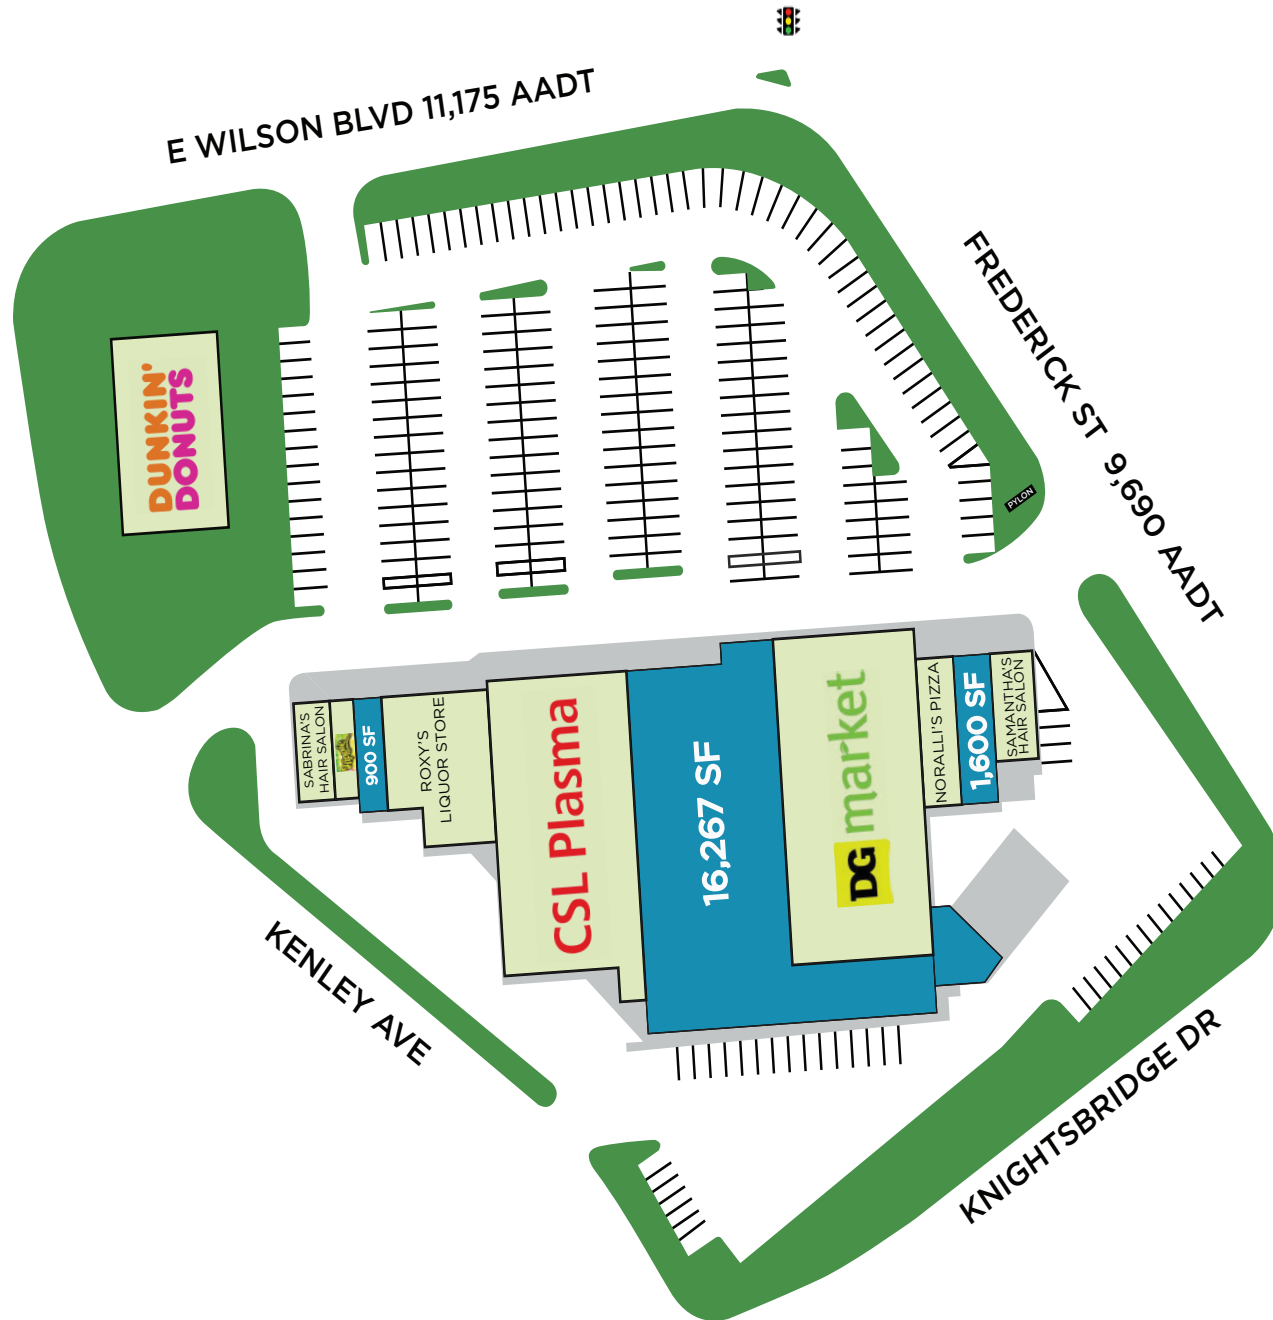 E WILSON BLVD 11,175 AADT
FREDERICK ST 9,690 AADT
DUNKIN'
DONUTS
PYLON
SABRINA'S
HAIR SALON
900 SF
ROXY'S
LIQUOR STORE
CSL Plasma
16,267 SF
DG market
NORALLI'S PIZZA
1,600 SF
SAMANTHA'S
HAIR SALON
KENLEY AVE
KNIGHTSBRIDGE DR